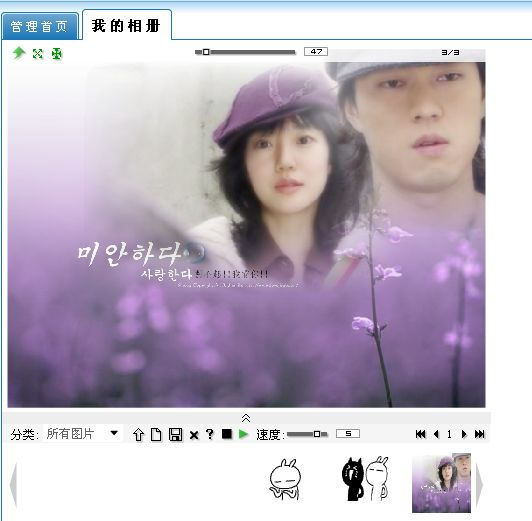 管理首页
我的相册
47
3/3
미안하다
사랑한다 对不起!!我爱你!!
分类: 所有图片
速度: 5
1